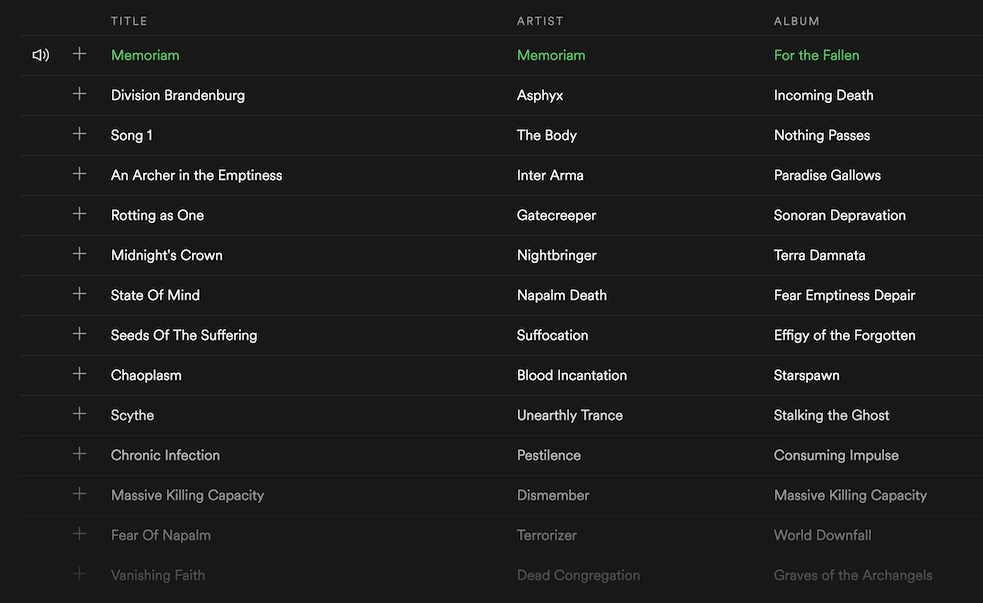 TITLE ARTIST ALBUM
Memoriam Memoriam For the Fallen
Division Brandenburg Asphyx Incoming Death
Song 1 The Body Nothing Passes
An Archer in the Emptiness Inter Arma Paradise Gallows
Rotting as One Gatecreeper Sonoran Depravation
Midnight's Crown Nightbringer Terra Damnata
State Of Mind Napalm Death Fear Emptiness Depair
Seeds Of The Suffering Suffocation Effigy of the Forgotten
Chaoplasm Blood Incantation Starspawn
Scythe Unearthly Trance Stalking the Ghost
Chronic Infection Pestilence Consuming Impulse
Massive Killing Capacity Dismember Massive Killing Capacity
Fear Of Napalm Terrorizer World Downfall
Vanishing Faith Dead Congregation Graves of the Archangels